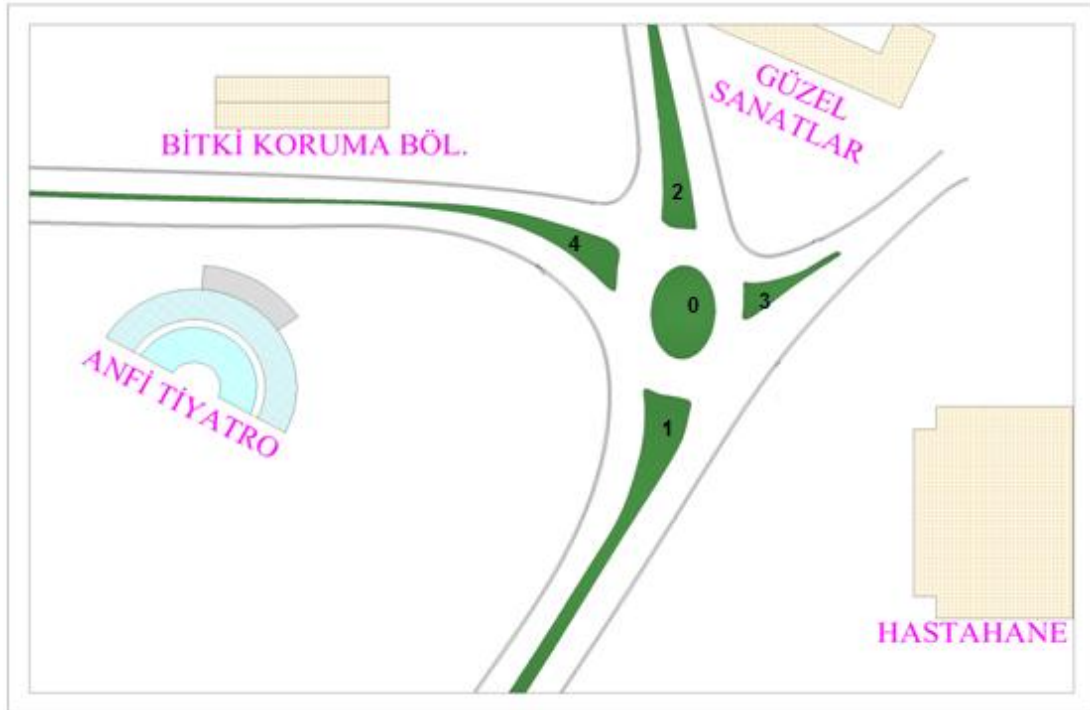 GÜZEL
SANATLAR
BİTKİ KORUMA BÖL.
2
4
0
3
ANFİ TİYATRO
1
HASTAHANE